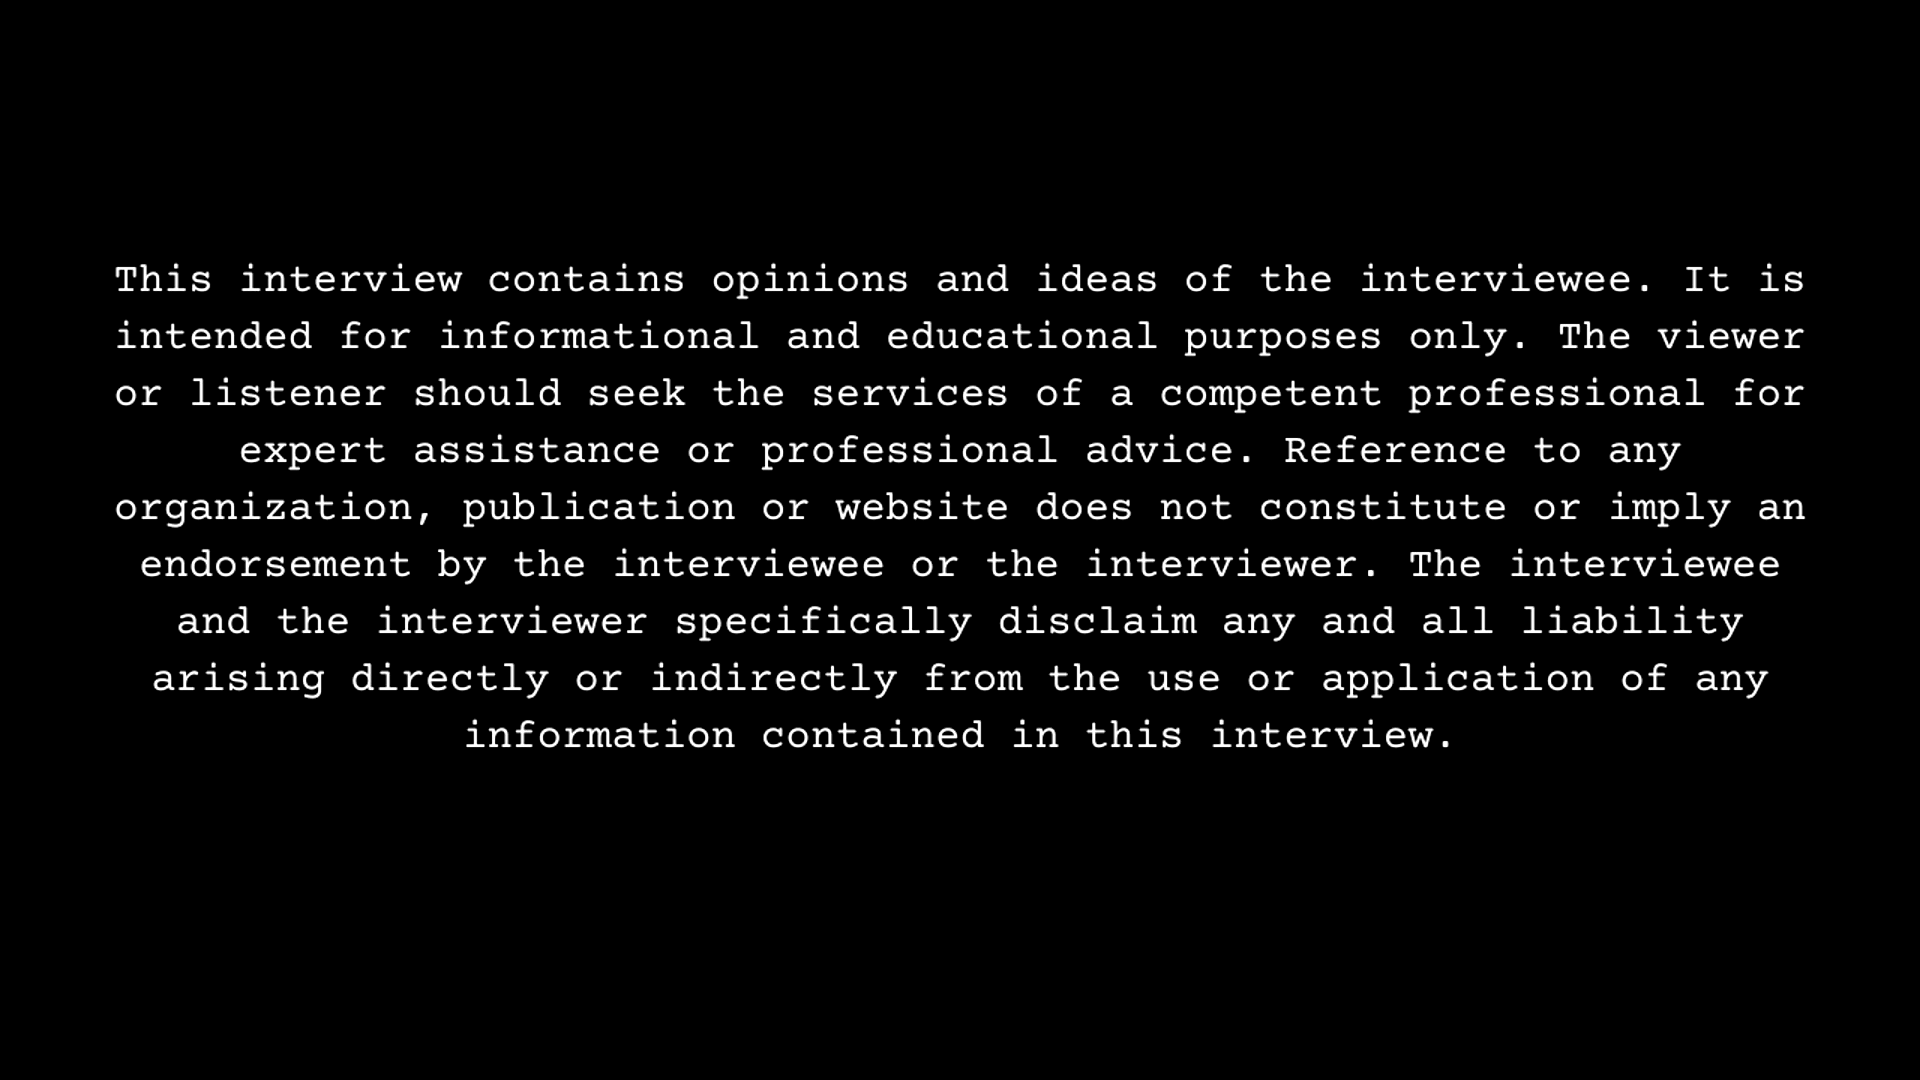 This interview contains opinions and ideas of the interviewee. It is
intended for informational and educational purposes only. The viewer
or listener should seek the services of a competent professional for
expert assistance or professional advice. Reference to any
organization, publication or website does not constitute or imply an
endorsement by the interviewee or the interviewer. The interviewee
and the interviewer specifically disclaim any and all liability
arising directly or indirectly from the use or application of any
information contained in this interview.